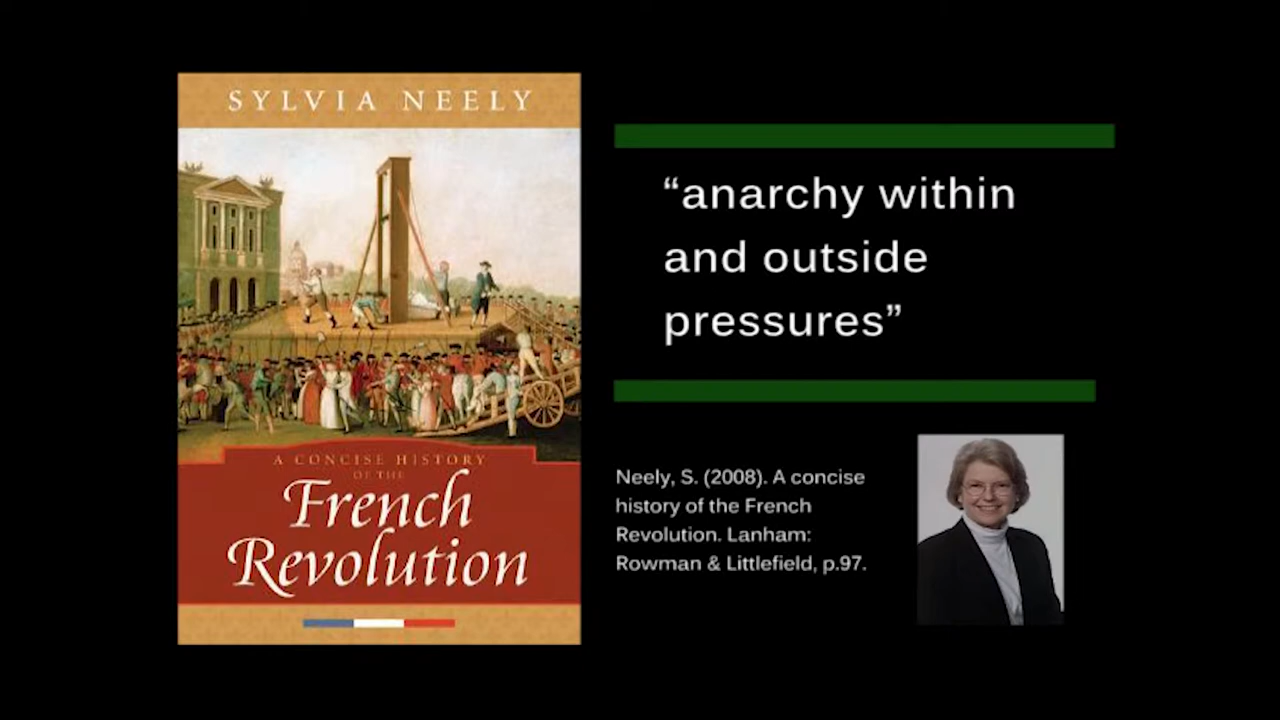 SYLVIA NEELY
A CONCISE HISTORY
OF THE
French
Revolution
“anarchy within
and outside
pressures”
Neely, S. (2008). A concise
history of the French
Revolution. Lanham:
Rowman & Littlefield, p.97.